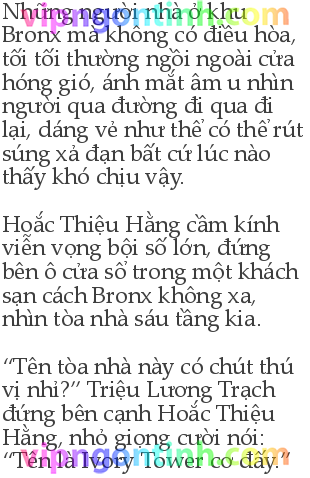 Những người nhà ở khu
Bronx mà không có điều hòa,
tối tối thường ngồi ngoài cửa
hóng gió, ánh mắt âm u nhìn
người qua đường đi qua đi
lại, dáng vẻ như thể có thể rút
súng xả đạn bất cứ lúc nào
thấy khó chịu vậy.
Hoắc Thiệu Hằng cầm kính
viễn vọng bội số lớn, đứng
bên ô cửa sổ trong một khách
sạn cách Bronx không xa,
nhìn tòa nhà sáu tầng kia.
“Tên tòa nhà này có chút thú
vị nhỉ?” Triệu Lương Trạch
đứng bên cạnh Hoắc Thiệu
Hằng, nhỏ giọng cười nói:
“Tên là Ivory Tower cơ đấy.”
vipngontinh.com
vipngontinh.com